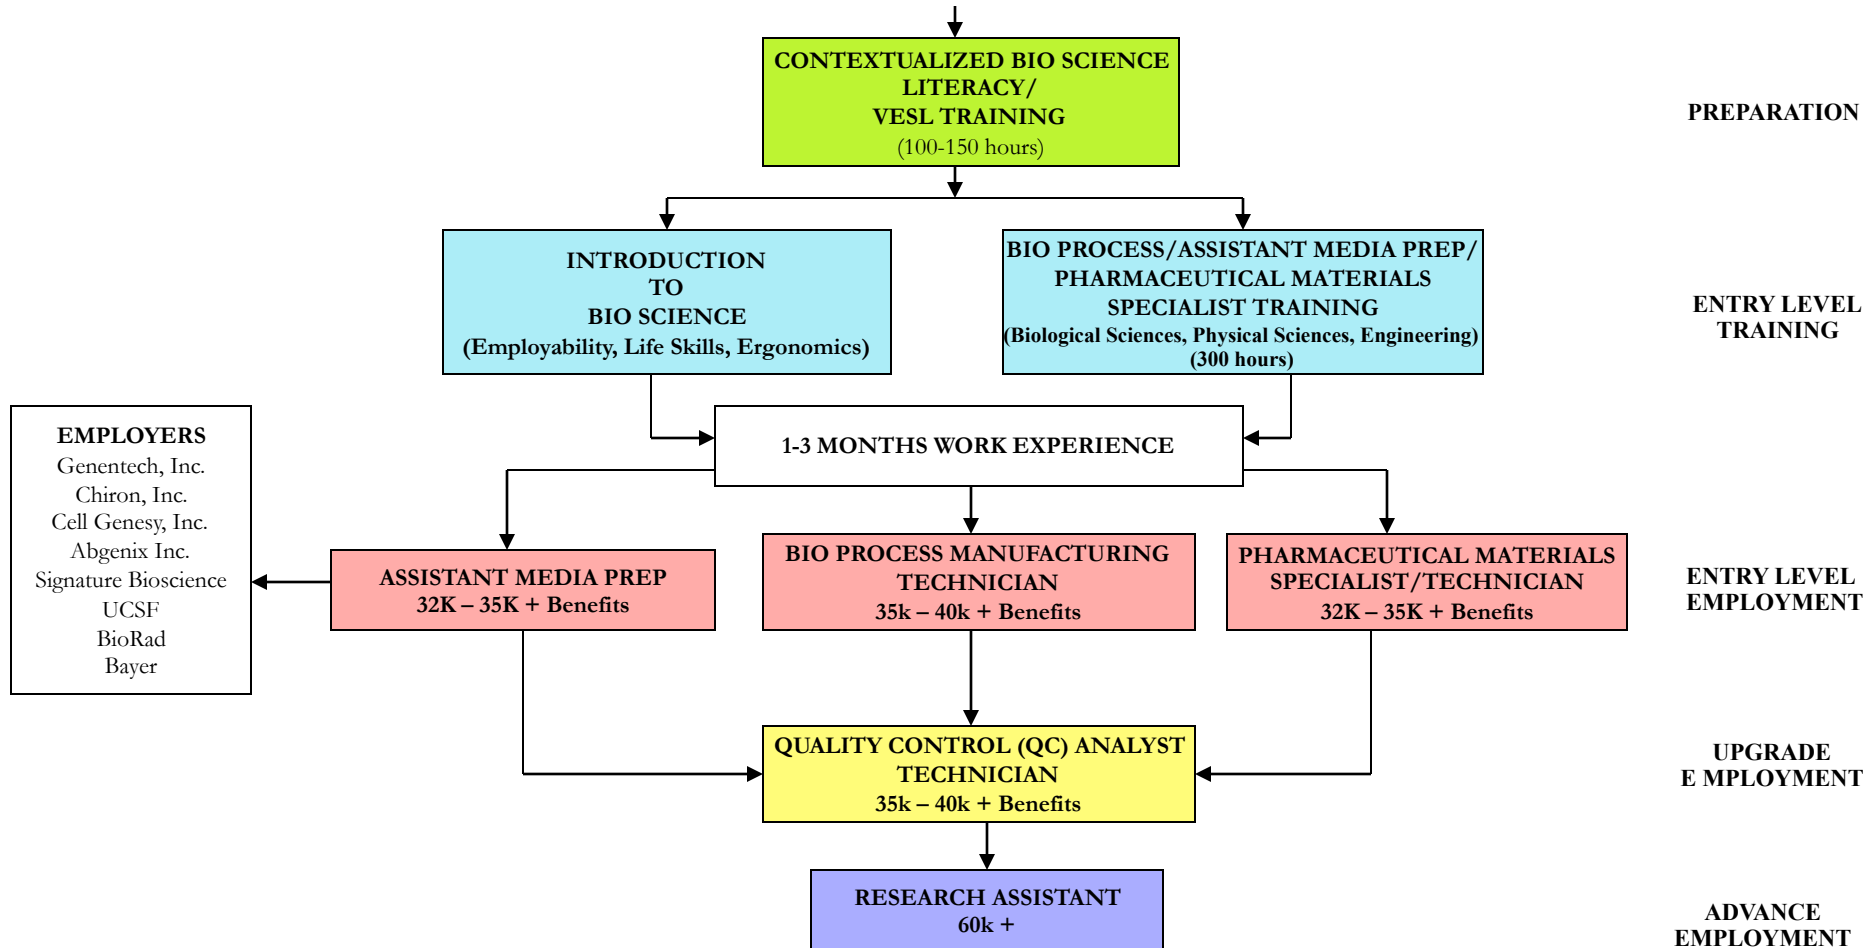 CONTEXTUALIZED BIO SCIENCE
LITERACY/
VESL TRAINING
(100-150 hours)
PREPARATION
INTRODUCTION
TO
BIO SCIENCE
(Employability, Life Skills, Ergonomics)
BIO PROCESS/ASSISTANT MEDIA PREP/
PHARMACEUTICAL MATERIALS
SPECIALIST TRAINING
(Biological Sciences, Physical Sciences, Engineering)
(300 hours)
ENTRY LEVEL
TRAINING
1-3 MONTHS WORK EXPERIENCE
EMPLOYERS
Genentech, Inc.
Chiron, Inc.
Cell Genesy, Inc.
Abgenix Inc.
Signature Bioscience
UCSF
BioRad
Bayer
ASSISTANT MEDIA PREP
32K – 35K + Benefits
BIO PROCESS MANUFACTURING
TECHNICIAN
35k – 40k + Benefits
PHARMACEUTICAL MATERIALS
SPECIALIST/TECHNICIAN
32K – 35K + Benefits
ENTRY LEVEL
EMPLOYMENT
QUALITY CONTROL (QC) ANALYST
TECHNICIAN
35k – 40k + Benefits
UPGRADE
E MPLOYMENT
RESEARCH ASSISTANT
60k +
ADVANCE
EMPLOYMENT